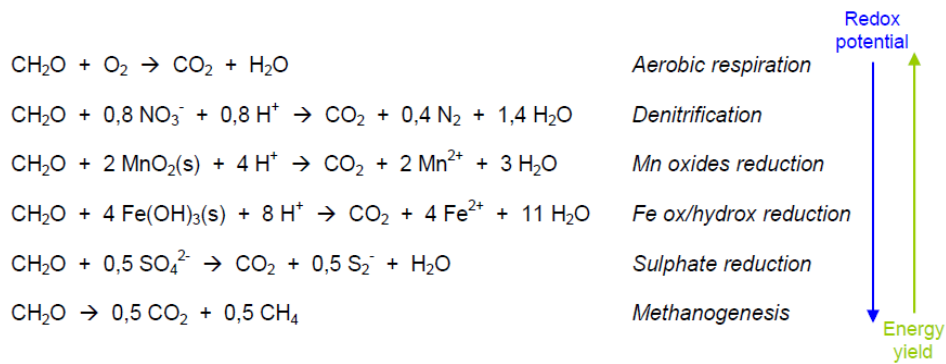 Redox
potential
CH₂O + O₂ → CO₂ + H₂O Aerobic respiration
CH₂O + 0,8 NO₃⁻ + 0,8 H⁺ → CO₂ + 0,4 N₂ + 1,4 H₂O Denitrification
CH₂O + 2 MnO₂(s) + 4 H⁺ → CO₂ + 2 Mn²⁺ + 3 H₂O Mn oxides reduction
CH₂O + 4 Fe(OH)₃(s) + 8 H⁺ → CO₂ + 4 Fe²⁺ + 11 H₂O Fe ox/hydrox reduction
CH₂O + 0,5 SO₄²⁻ → CO₂ + 0,5 S₂⁻ + H₂O Sulphate reduction
CH₂O → 0,5 CO₂ + 0,5 CH₄ Methanogenesis
Energy
yield